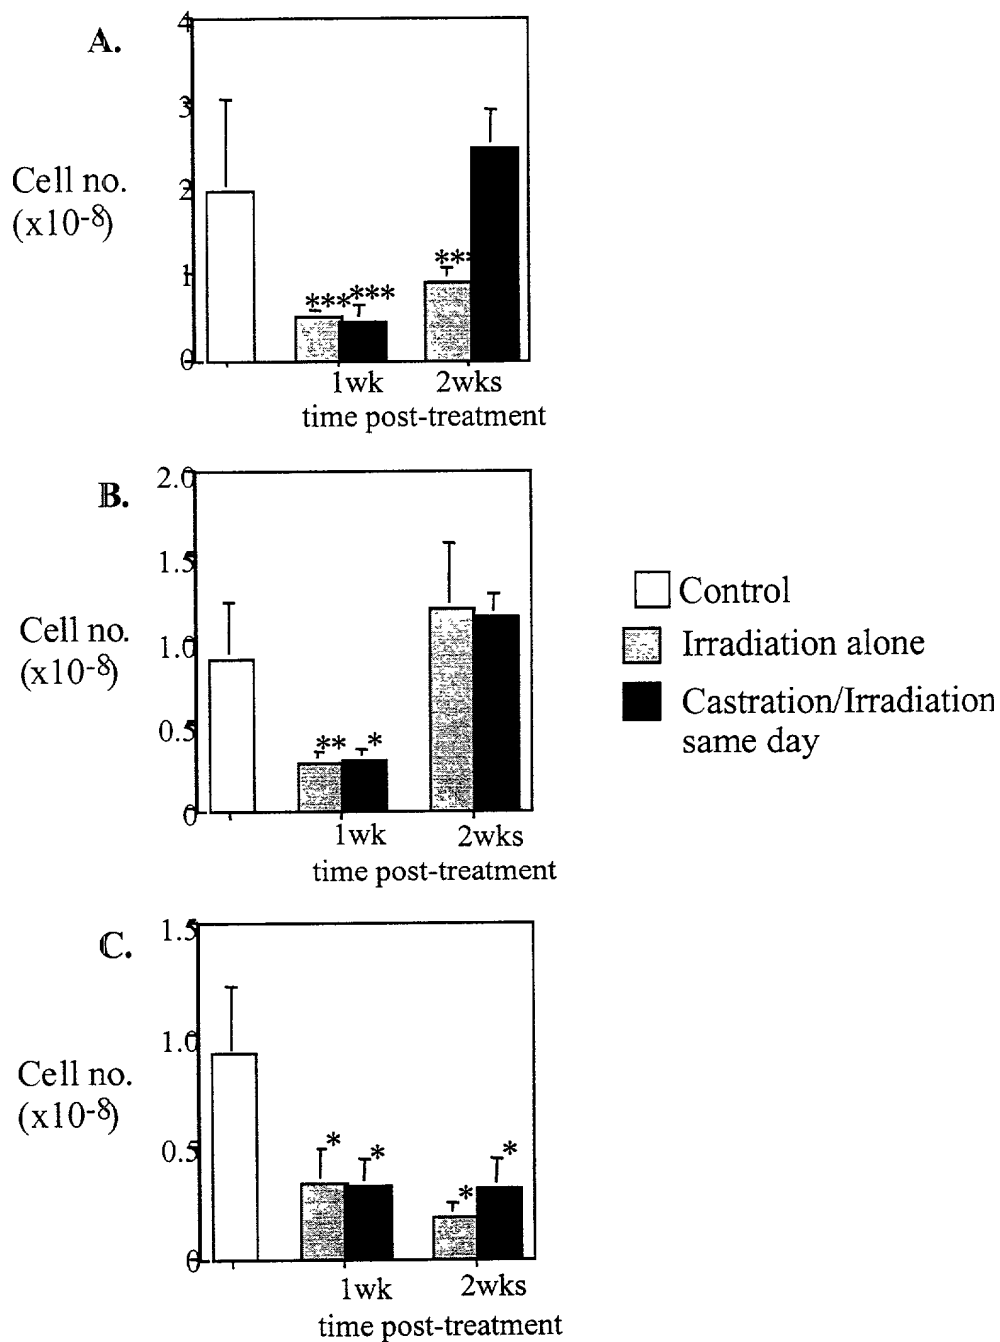 A.
4
3
Cell no.
2
(x10-8)
1
*** ***
***
0
1wk 2wks
time post-treatment
B.
2.0
1.5
Cell no.
1.0
(x10-8)
0.5
** *
0
1wk 2wks
time post-treatment
Control
Irradiation alone
Castration/Irradiation
same day
C.
1.5
1.0
Cell no.
(x10-8)
0.5
* * * *
0
1wk 2wks
time post-treatment